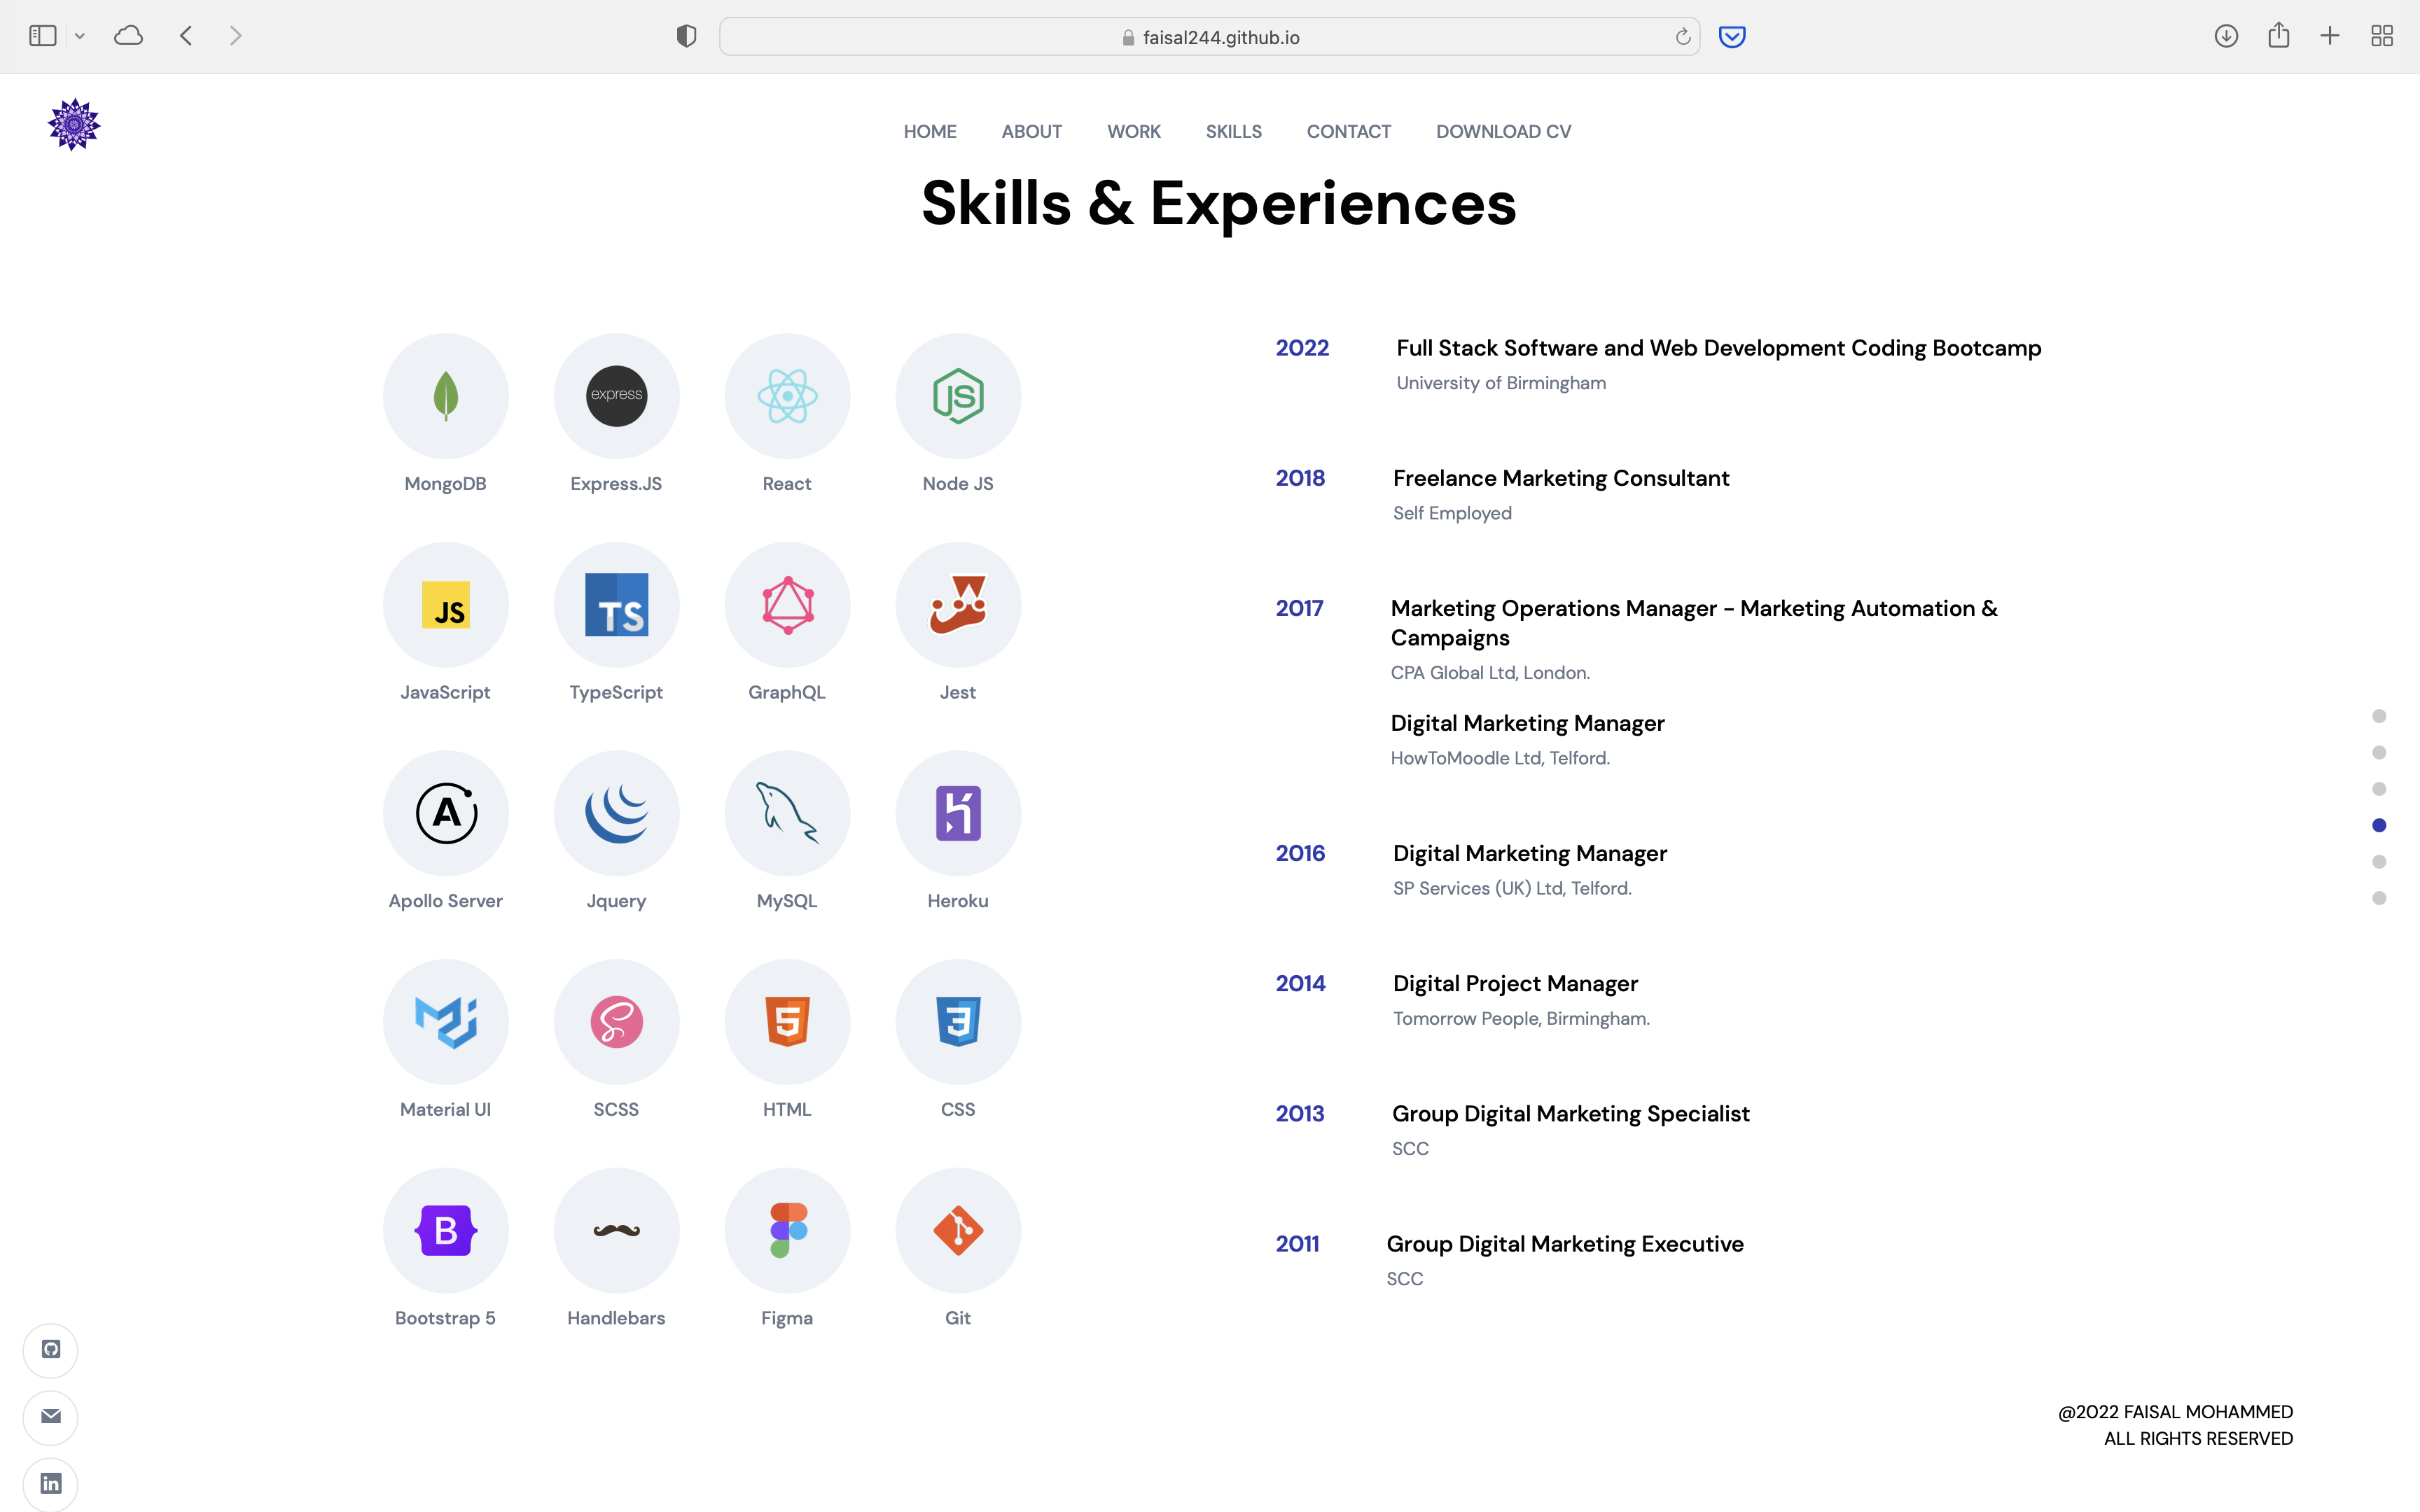 faisal244.github.io
HOME ABOUT WORK SKILLS CONTACT DOWNLOAD CV
Skills & Experiences
express
MongoDB Express.JS React Node JS
JS
JS
TS
JavaScript TypeScript GraphQL Jest
A
Apollo Server Jquery MySQL Heroku
5
3
Material UI SCSS HTML CSS
B
Bootstrap 5 Handlebars Figma Git
2022 Full Stack Software and Web Development Coding Bootcamp
University of Birmingham
2018 Freelance Marketing Consultant
Self Employed
2017 Marketing Operations Manager - Marketing Automation &
Campaigns
CPA Global Ltd, London.
Digital Marketing Manager
HowToMoodle Ltd, Telford.
2016 Digital Marketing Manager
SP Services (UK) Ltd, Telford.
2014 Digital Project Manager
Tomorrow People, Birmingham.
2013 Group Digital Marketing Specialist
SCC
2011 Group Digital Marketing Executive
SCC
in
@2022 FAISAL MOHAMMED
ALL RIGHTS RESERVED